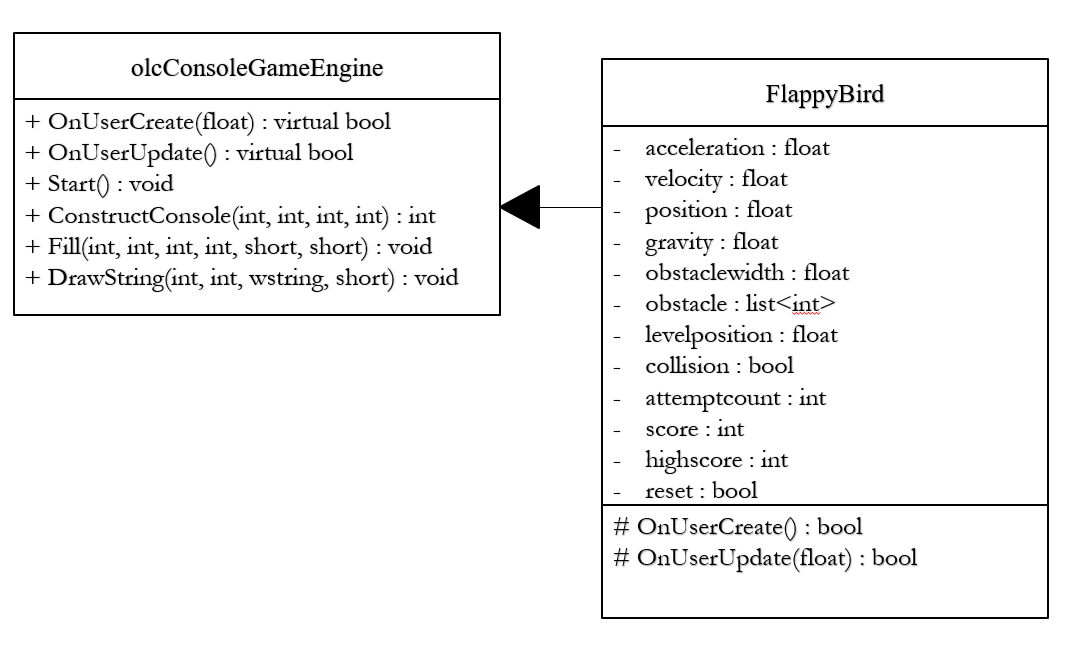 olcConsoleGameEngine
+ OnUserCreate(float) : virtual bool
+ OnUserUpdate() : virtual bool
+ Start() : void
+ ConstructConsole(int, int, int, int) : int
+ Fill(int, int, int, int, short, short) : void
+ DrawString(int, int, wstring, short) : void
FlappyBird
- acceleration : float
- velocity : float
- position : float
- gravity : float
- obstaclewidth : float
- obstacle : list<int>
- levelposition : float
- collision : bool
- attemptcount : int
- score : int
- highscore : int
- reset : bool
# OnUserCreate() : bool
# OnUserUpdate(float) : bool